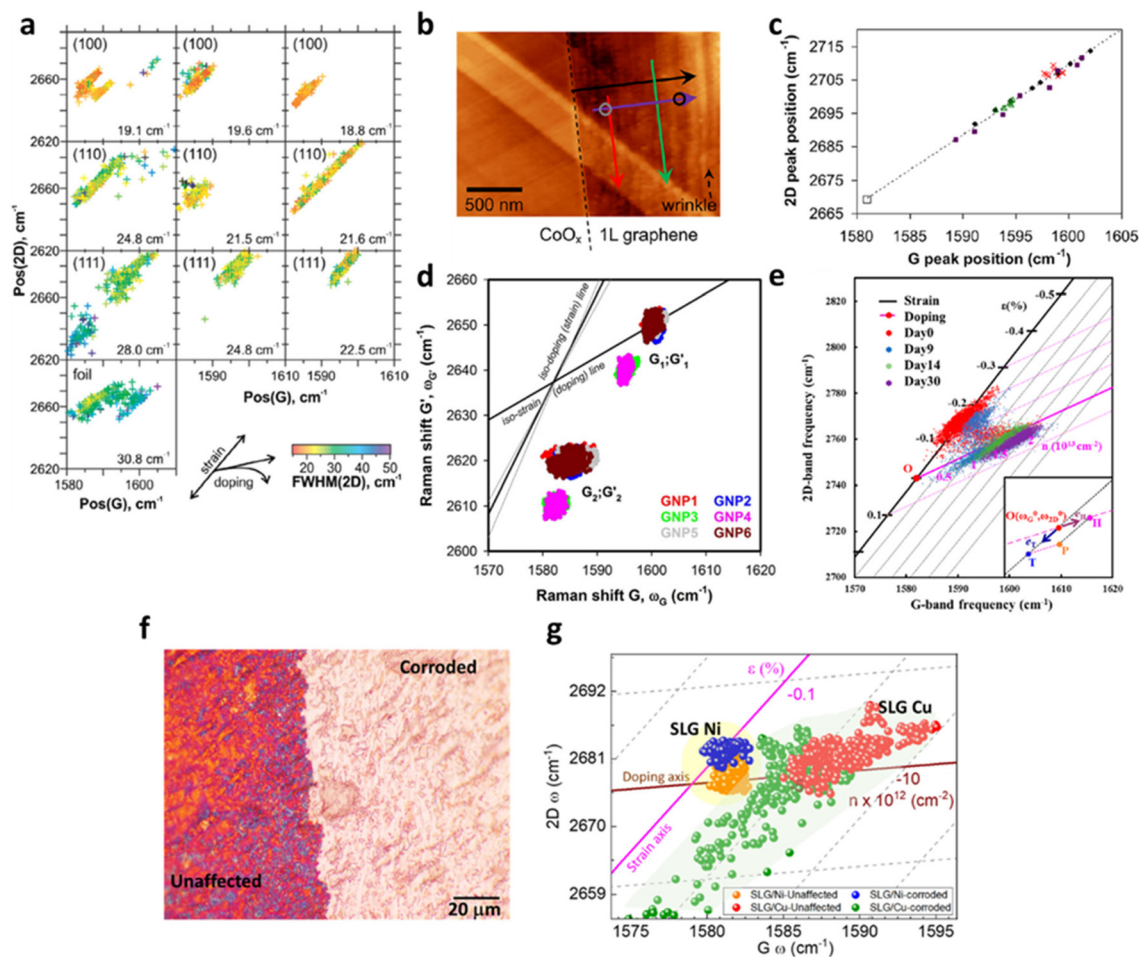 a
(100)
(100)
(100)
2660
19.1 cm⁻¹
19.6 cm⁻¹
18.8 cm⁻¹
2620
(110)
(110)
(110)
2660
24.8 cm⁻¹
21.5 cm⁻¹
21.6 cm⁻¹
2620
(111)
(111)
(111)
2660
28.0 cm⁻¹
24.8 cm⁻¹
22.5 cm⁻¹
2620
foil
2660
30.8 cm⁻¹
2620
1580
1600
1590
1610
Pos(2D), cm⁻¹
Pos(G), cm⁻¹
Pos(G), cm⁻¹
strain
doping
15 20 30 40 50
FWHM(2D), cm⁻¹
b
500 nm
wrinkle
CoOₓ
1L graphene
c
2D peak position (cm⁻¹)
2715
2705
2695
2685
2675
2665
1580 1585 1590 1595 1600 1605
G peak position (cm⁻¹)
d
Raman shift G', ω_G' (cm⁻¹)
2660
2650
2640
2630
2620
2610
2600
iso-doping (strain) line
iso-strain (doping) line
G₁;G'₁
G₂;G'₂
GNP1 GNP2
GNP3 GNP4
GNP5 GNP6
1570 1580 1590 1600 1610 1620
Raman shift G, ω_G (cm⁻¹)
e
2D-band frequency (cm⁻¹)
2820
2800
2780
2760
2740
2720
2700
Strain
Doping
Day0
Day9
Day14
Day30
ε(%)
-0.5
-0.4
-0.3
-0.2
-0.1
0.1
O
0.5
1
n (10¹³cm⁻²)
O(ω_G°, ω_2D°)
H
P
T
1570 1580 1590 1600 1610 1620
G-band frequency (cm⁻¹)
f
Corroded
Unaffected
20 μm
g
2D ω (cm⁻¹)
2692
2681
2670
2659
ε (%)
-0.1
SLG Ni
SLG Cu
Doping axis
-10
n x 10¹² (cm⁻²)
Strain axis
SLG/Ni-Unaffected
SLG/Ni-corroded
SLG/Cu-Unaffected
SLG/Cu-corroded
1575 1580 1585 1590 1595
G ω (cm⁻¹)